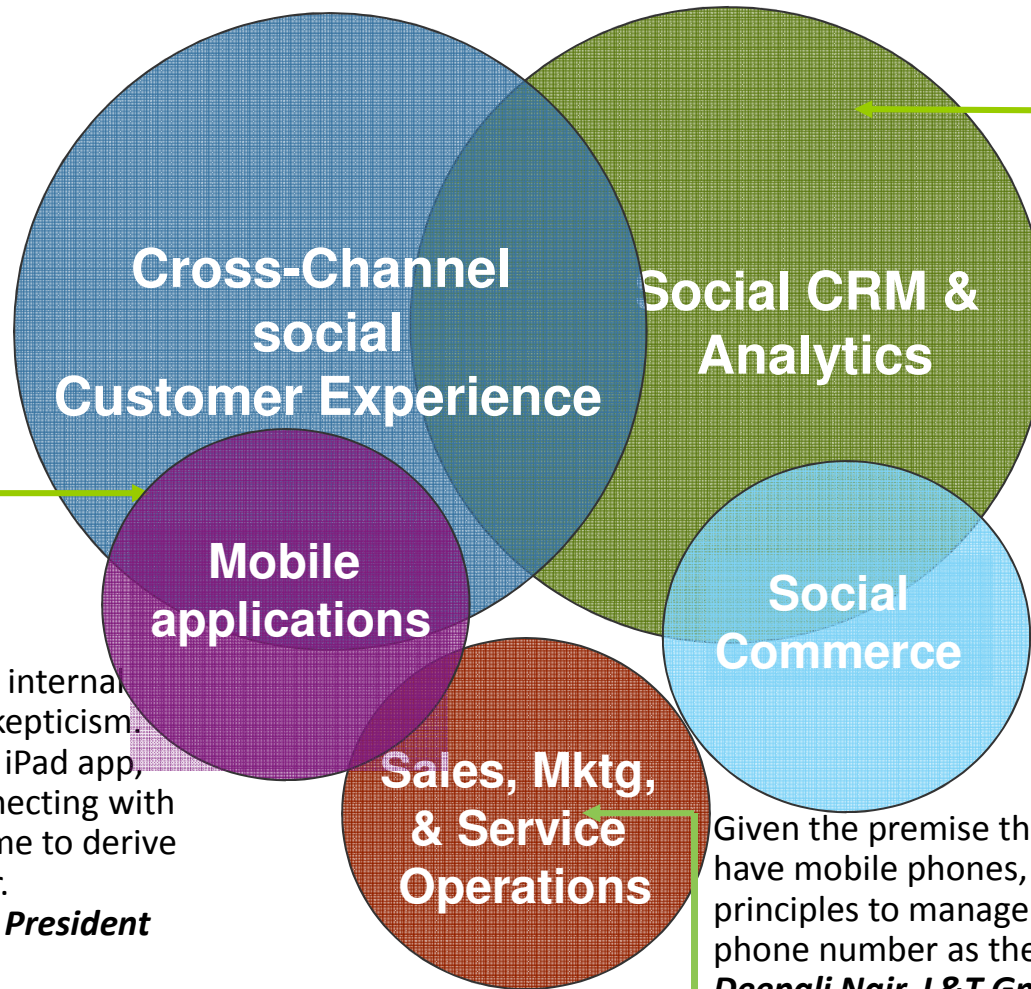 Cross-Channel
social
Customer Experience
Social CRM &
Analytics
Mobile
applications
Social
Commerce
internal
kepticism.
iPad app,
necting with
me to derive
President
Sales, Mktg,
& Service
Operations
Given the premise th
have mobile phones,
principles to manage
phone number as the
Deepali Nair, L&T G